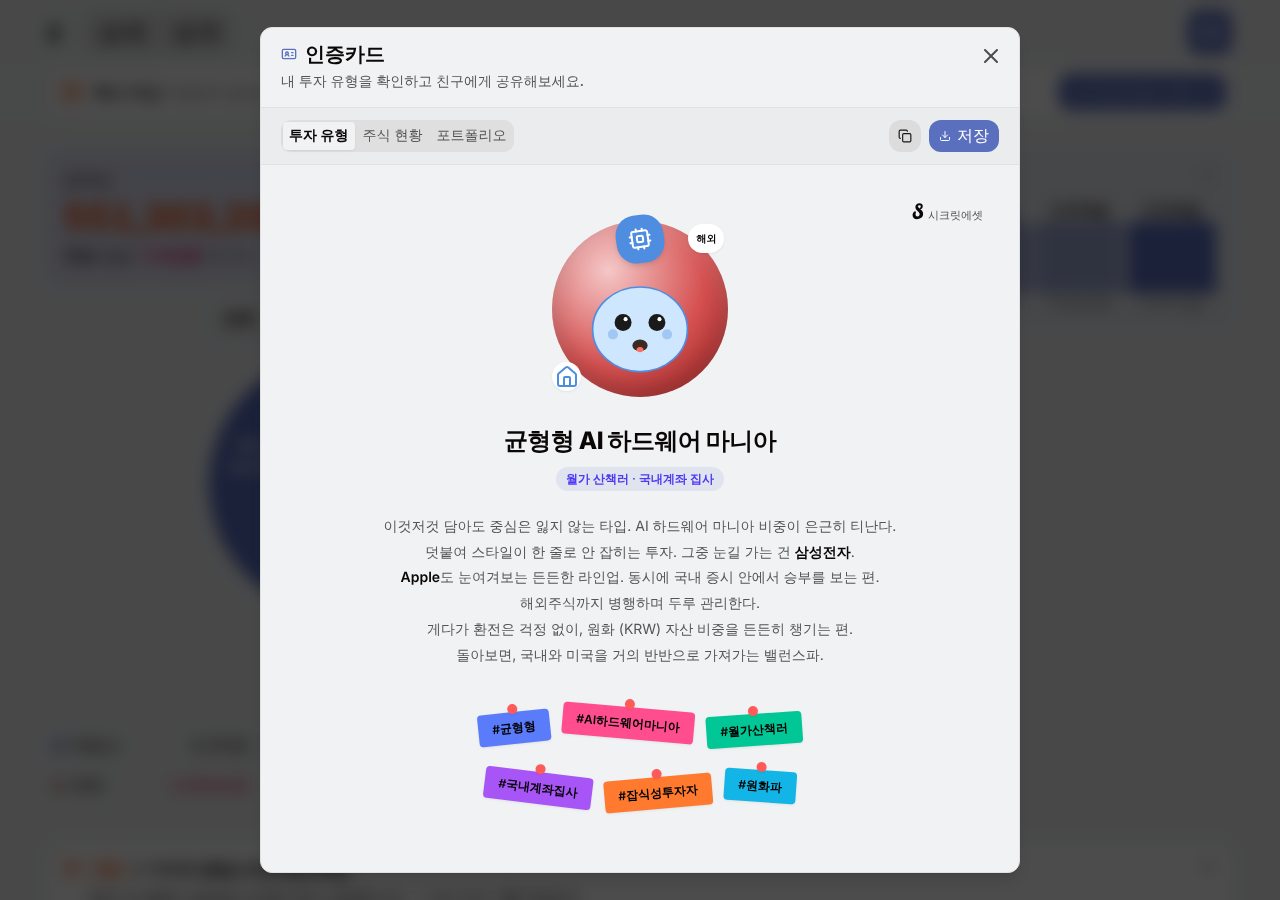 인증카드
내 투자 유형을 확인하고 친구에게 공유해보세요.
투자 유형 주식 현황 포트폴리오
저장
시크릿에셋
해외
균형형 AI 하드웨어 마니아
월가 산책러 · 국내계좌 집사
이것저것 담아도 중심은 잃지 않는 타입. AI 하드웨어 마니아 비중이 은근히 티난다.
덧붙여 스타일이 한 줄로 안 잡히는 투자. 그중 눈길 가는 건 삼성전자.
Apple도 눈여겨보는 든든한 라인업. 동시에 국내 증시 안에서 승부를 보는 편.
해외주식까지 병행하며 두루 관리한다.
게다가 환전은 걱정 없이, 원화 (KRW) 자산 비중을 든든히 챙기는 편.
돌아보면, 국내와 미국을 거의 반반으로 가져가는 밸런스파.
#균형형 #AI하드웨어마니아 #월가산책러
#국내계좌집사 #잡식성투자자 #원화파